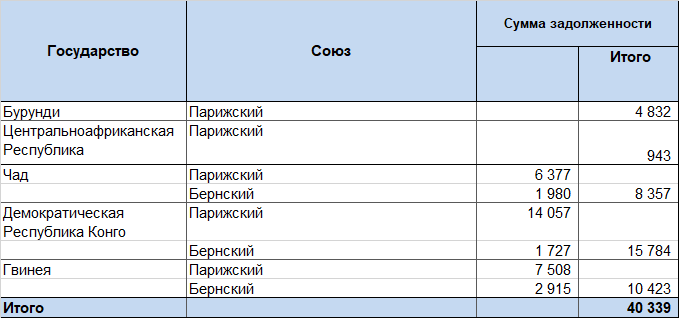 Государство Союз Сумма задолженности
Итого
Бурунди Парижский 4 832
Центральноафриканская Парижский
Республика 943
Чад Парижский 6 377
Бернский 1 980 8 357
Демократическая Парижский 14 057
Республика Конго
Бернский 1 727 15 784
Гвинея Парижский 7 508
Бернский 2 915 10 423
Итого 40 339